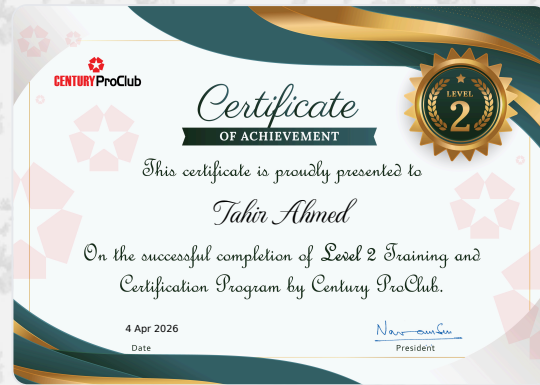 CENTURY ProClub
LEVEL
2
Certificate
OF ACHIEVEMENT
This certificate is proudly presented to
Tahir Ahmed
On the successful completion of Level 2 Training and
Certification Program by Century ProClub.
4 Apr 2026
Date
President